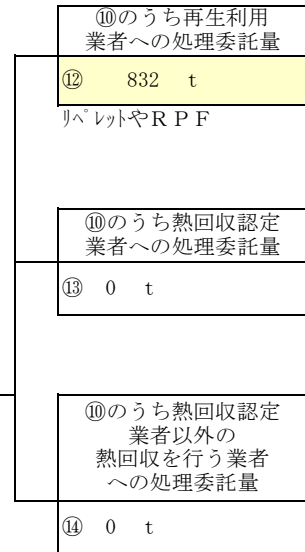 ⑩のうち再生利用
業者への処理委託量
⑫ 832 t
ﾘﾍﾟﾚｯﾄやＲＰＦ
⑩のうち熱回収認定
業者への処理委託量
⑬ 0 t
⑩のうち熱回収認定
業者以外の
熱回収を行う業者
への処理委託量
⑭ 0 t